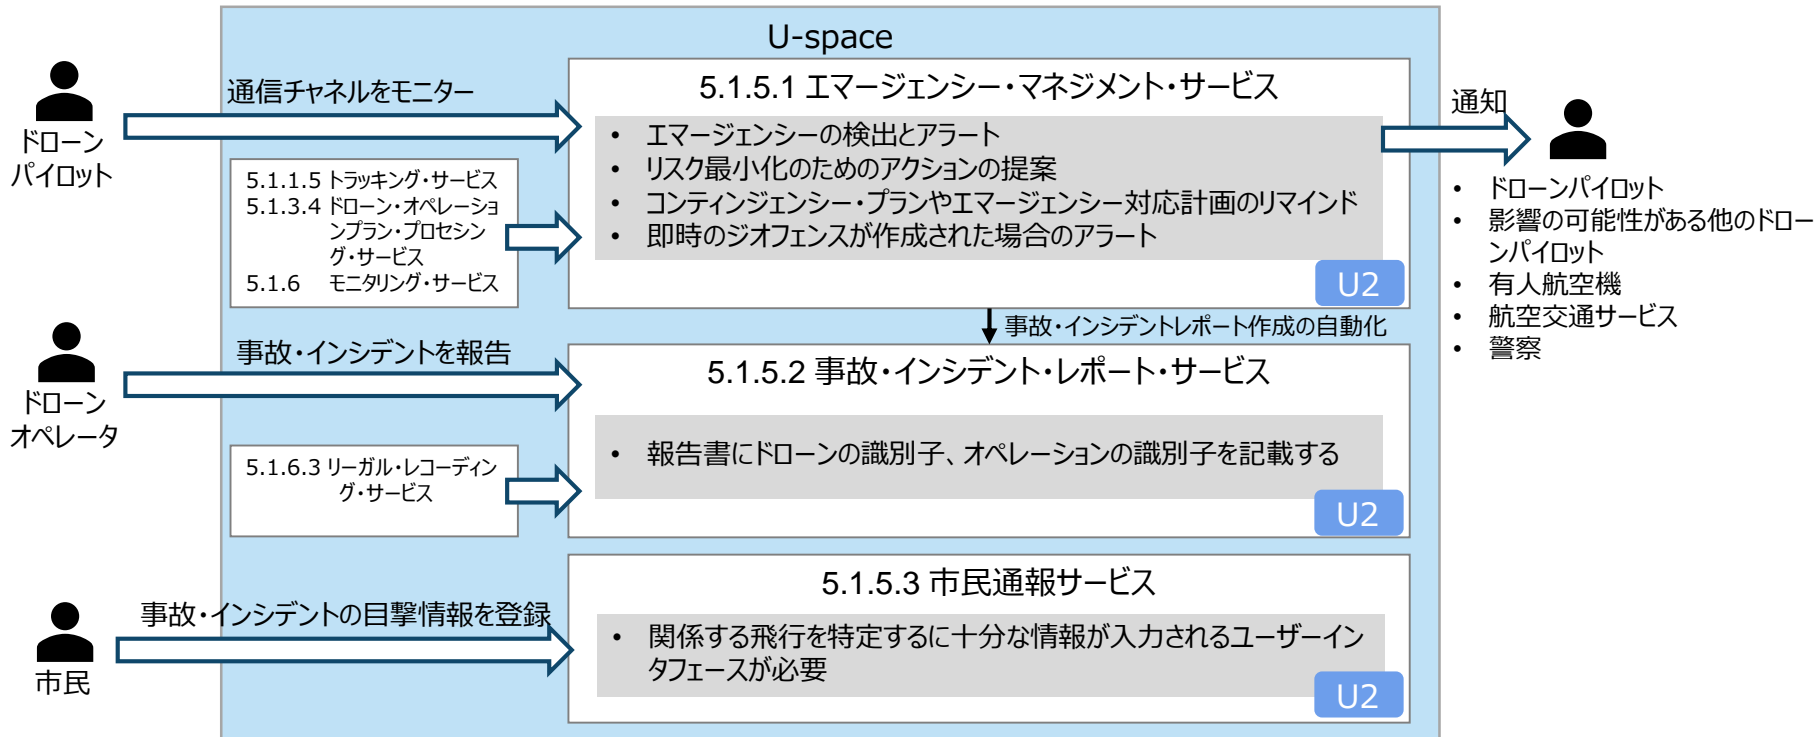 U-space
ドローン
パイロット
通信チャネルをモニター
5.1.1.5 トラッキング・サービス
5.1.3.4 ドローン・オペレーショ
ンプラン・プロセシン
グ・サービス
5.1.6 モニタリング・サービス
5.1.5.1 エマージェンシー・マネジメント・サービス
• エマージェンシーの検出とアラート
• リスク最小化のためのアクションの提案
• コンティンジェンシー・プランやエマージェンシー対応計画のリマインド
• 即時のジオフェンスが作成された場合のアラート
U2
通知
• ドローンパイロット
• 影響の可能性がある他のドロー
ンパイロット
• 有人航空機
• 航空交通サービス
• 警察
事故・インシデントレポート作成の自動化
ドローン
オペレータ
事故・インシデントを報告
5.1.6.3 リーガル・レコーディン
グ・サービス
5.1.5.2 事故・インシデント・レポート・サービス
• 報告書にドローンの識別子、オペレーションの識別子を記載する
U2
市民
事故・インシデントの目撃情報を登録
5.1.5.3 市民通報サービス
• 関係する飛行を特定するに十分な情報が入力されるユーザーイン
タフェースが必要
U2